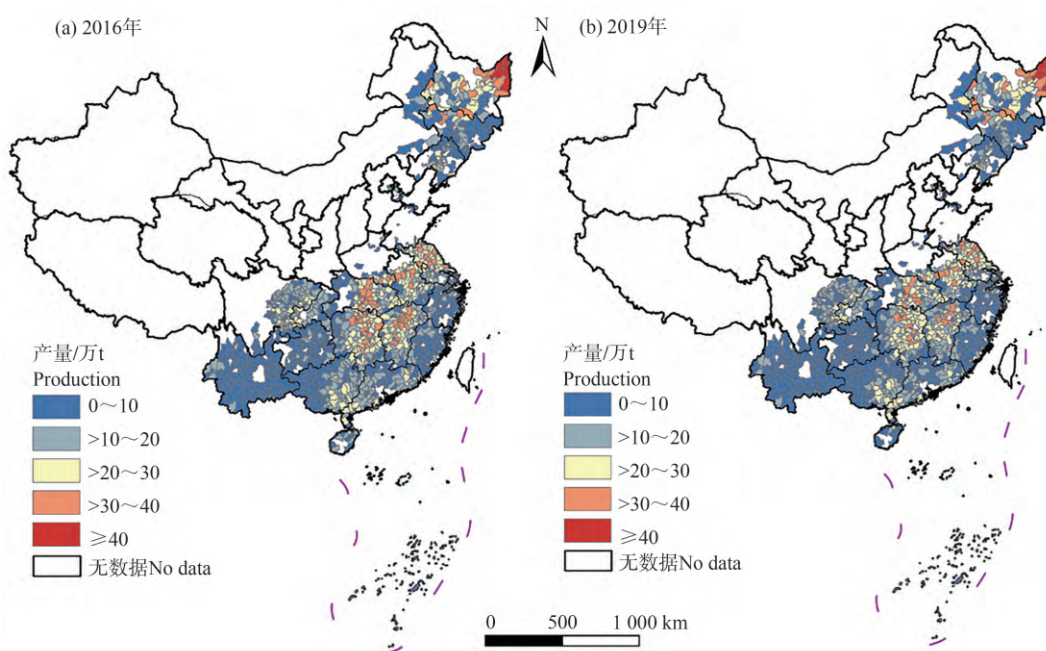 (a) 2016年
N
(b) 2019年
产量/万t
Production
0～10
>10～20
>20～30
>30～40
≥40
无数据No data
产量/万t
Production
0～10
>10～20
>20～30
>30～40
≥40
无数据No data
0 500 1 000 km